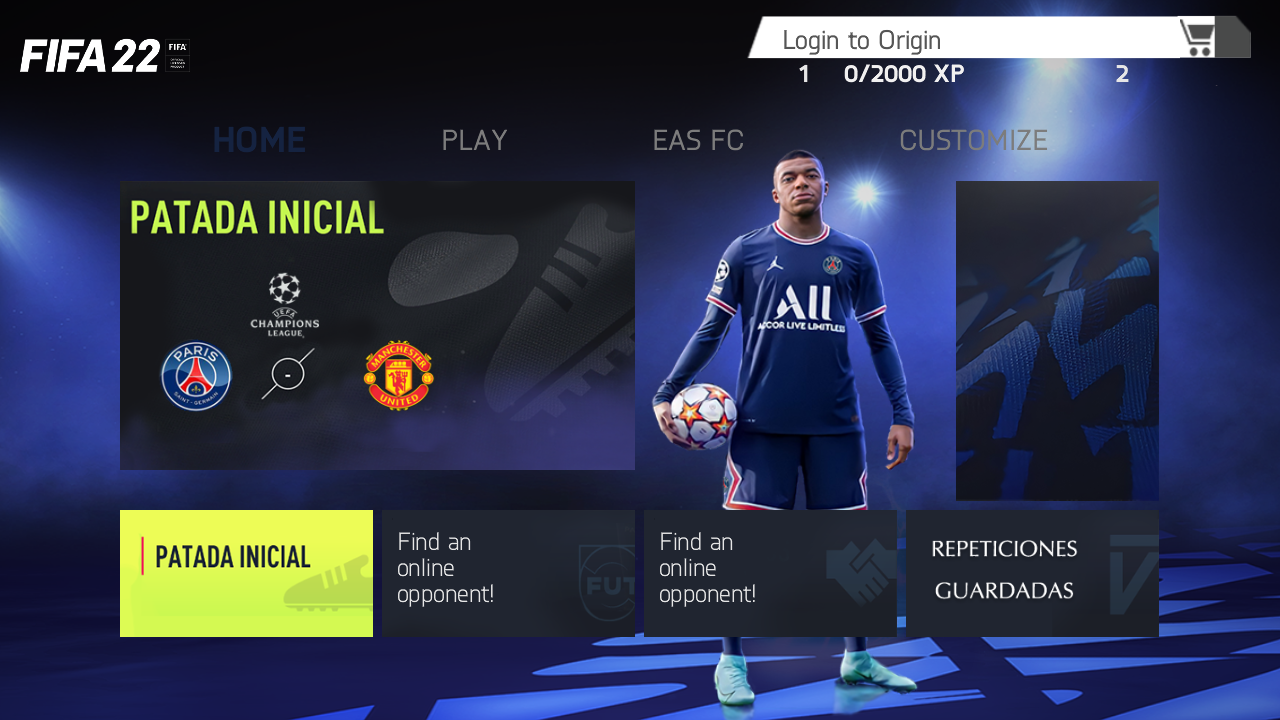 FIFA 22
FIFA
Login to Origin
1 0/2000 XP 2
HOME PLAY EAS FC CUSTOMIZE
PATADA INICIAL
UEFA
CHAMPIONS
LEAGUE
PARIS
SAINT-GERMAIN
MANCHESTER
UNITED
ALL
ACCOR LIVE LIMITLESS
PATADA INICIAL
Find an
online
opponent!
FUT
Find an
online
opponent!
REPETICIONES
GUARDADAS